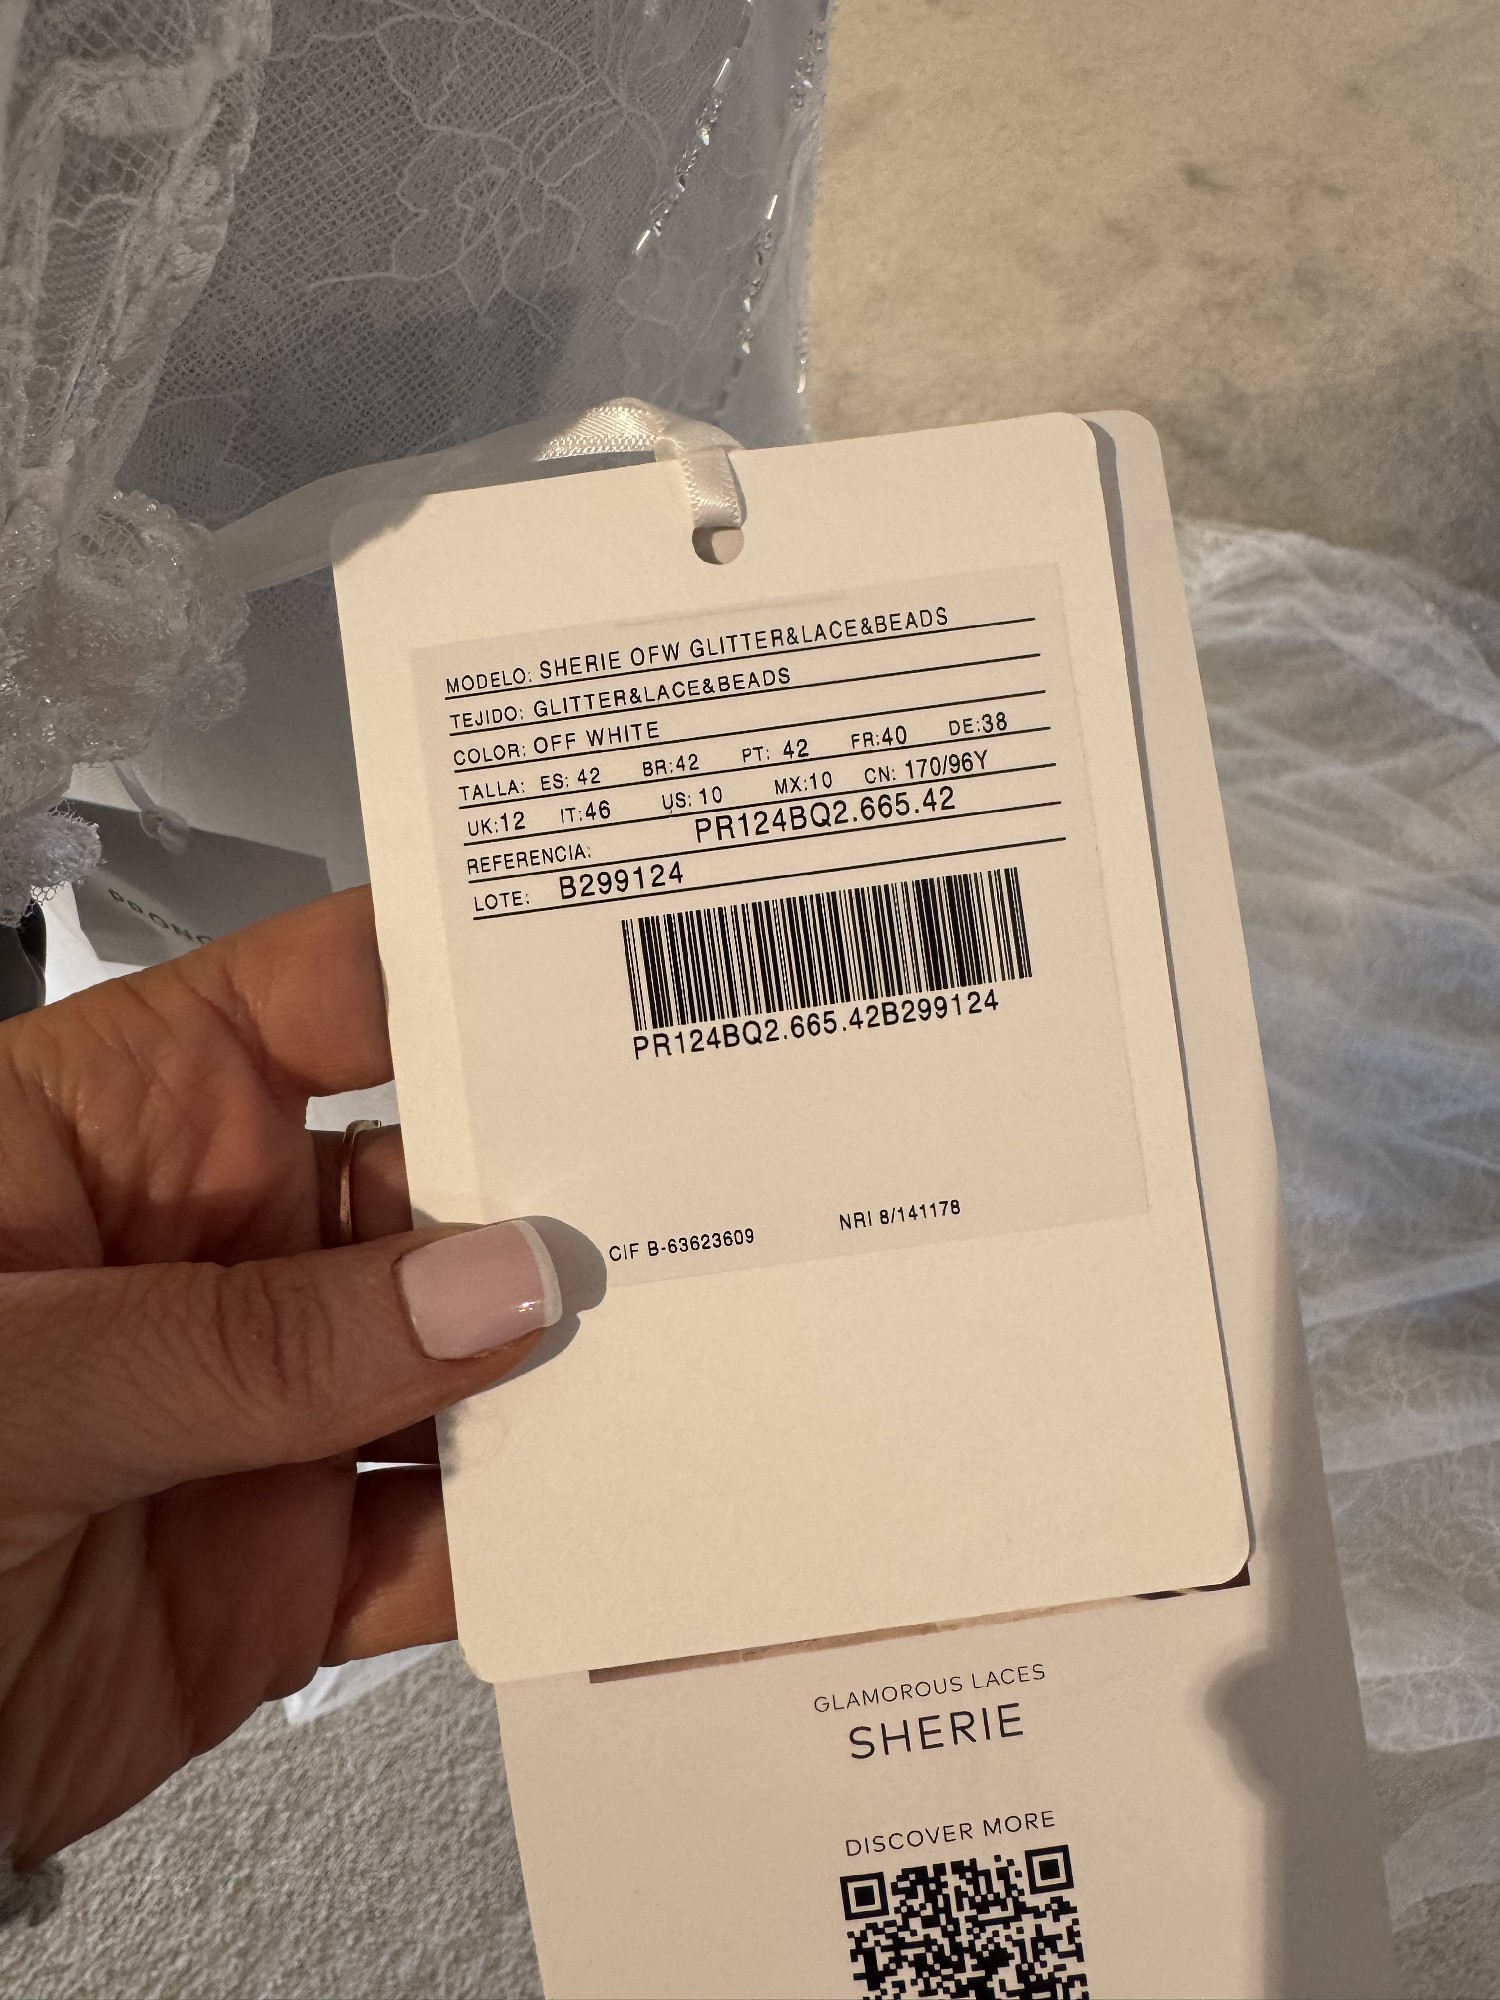 MODELO: SHERIE OFW GLITTER&LACE&BEADS
TEJIDO: GLITTER&LACE&BEADS
COLOR: OFF WHITE
TALLA: ES: 42 BR:42 PT: 42 FR:40 DE:38
UK:12 IT:46 US: 10 MX:10 CN: 170/96Y
REFERENCIA: PR124BQ2.665.42
LOTE: B299124
PR124BQ2.665.42B299124
CIF B-63623609 NRI 8/141178
GLAMOROUS LACES
SHERIE
DISCOVER MORE